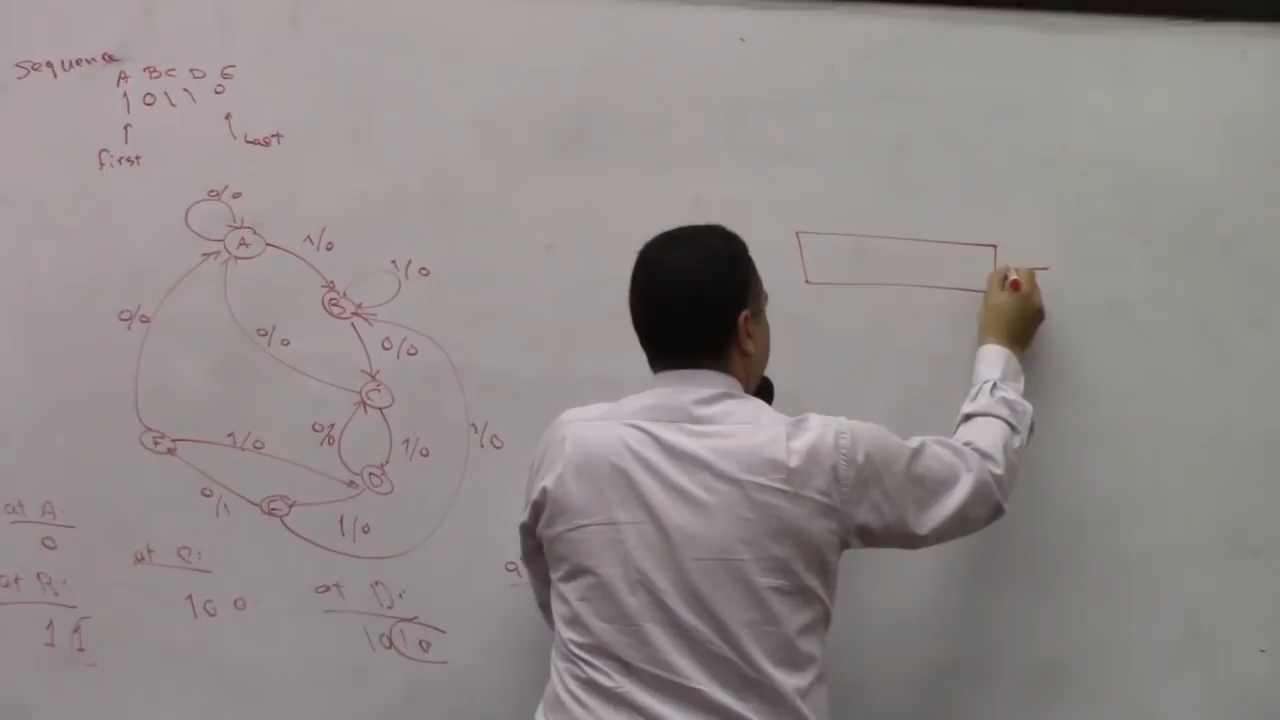 Sequence
A B C D E
1 0 1 1 0
First
Last
0/0
A
1/0
1/0
B
0/0
0/0
0/0
C
0/0
1/0
1/0
F
1/0
D
0/1
E
1/0
at A:
0
at B:
1 1
at C:
1 0 0
at D:
1 0 1 0